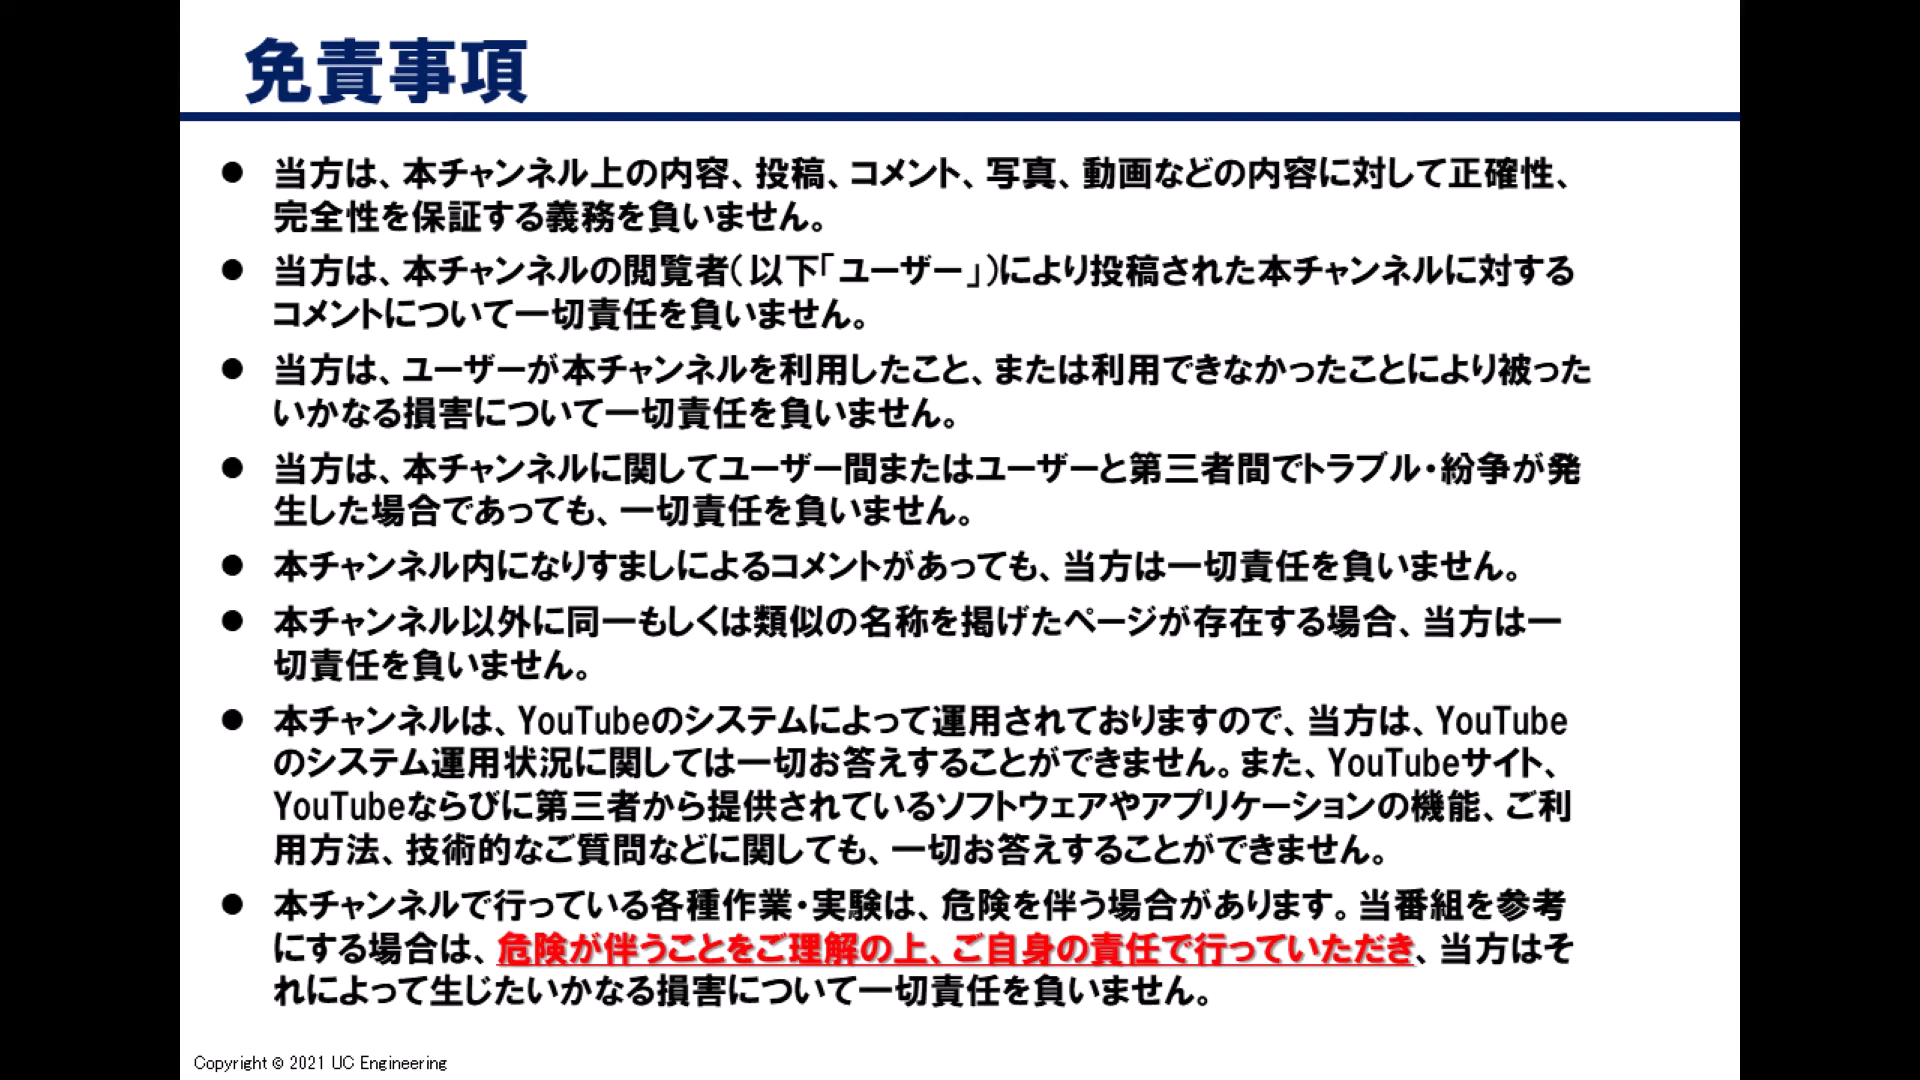 免責事項
● 当方は、本チャンネル上の内容、投稿、コメント、写真、動画などの内容に対して正確性、
完全性を保証する義務を負いません。
● 当方は、本チャンネルの閲覧者(以下「ユーザー」)により投稿された本チャンネルに対する
コメントについて一切責任を負いません。
● 当方は、ユーザーが本チャンネルを利用したこと、または利用できなかったことにより被った
いかなる損害について一切責任を負いません。
● 当方は、本チャンネルに関してユーザー間またはユーザーと第三者間でトラブル・紛争が発
生した場合であっても、一切責任を負いません。
● 本チャンネル内になりすましによるコメントがあっても、当方は一切責任を負いません。
● 本チャンネル以外に同一もしくは類似の名称を掲げたページが存在する場合、当方は一
切責任を負いません。
● 本チャンネルは、YouTubeのシステムによって運用されておりますので、当方は、YouTube
のシステム運用状況に関しては一切お答えすることができません。また、YouTubeサイト、
YouTubeならびに第三者から提供されているソフトウェアやアプリケーションの機能、ご利
用方法、技術的なご質問などに関しても、一切お答えすることができません。
● 本チャンネルで行っている各種作業・実験は、危険を伴う場合があります。当番組を参考
にする場合は、危険が伴うことをご理解の上、ご自身の責任で行っていただき、当方はそ
れによって生じたいかなる損害について一切責任を負いません。
Copyright © 2021 UC Engineering